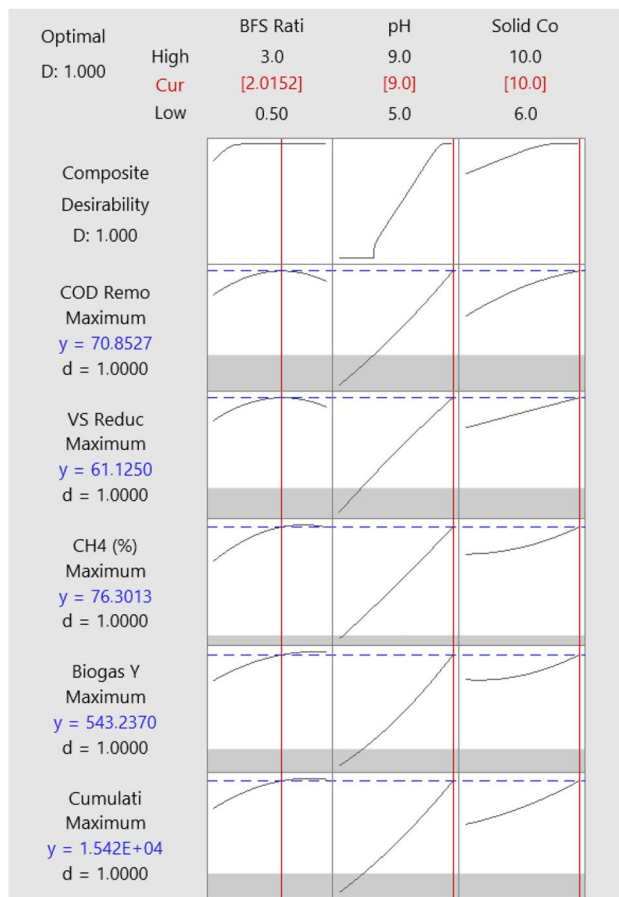 Optimal
D: 1.000
High
Cur
Low
BFS Rati
3.0
[2.0152]
0.50
pH
9.0
[9.0]
5.0
Solid Co
10.0
[10.0]
6.0
Composite
Desirability
D: 1.000
COD Remo
Maximum
y = 70.8527
d = 1.0000
VS Reduc
Maximum
y = 61.1250
d = 1.0000
CH4 (%)
Maximum
y = 76.3013
d = 1.0000
Biogas Y
Maximum
y = 543.2370
d = 1.0000
Cumulati
Maximum
y = 1.542E+04
d = 1.0000